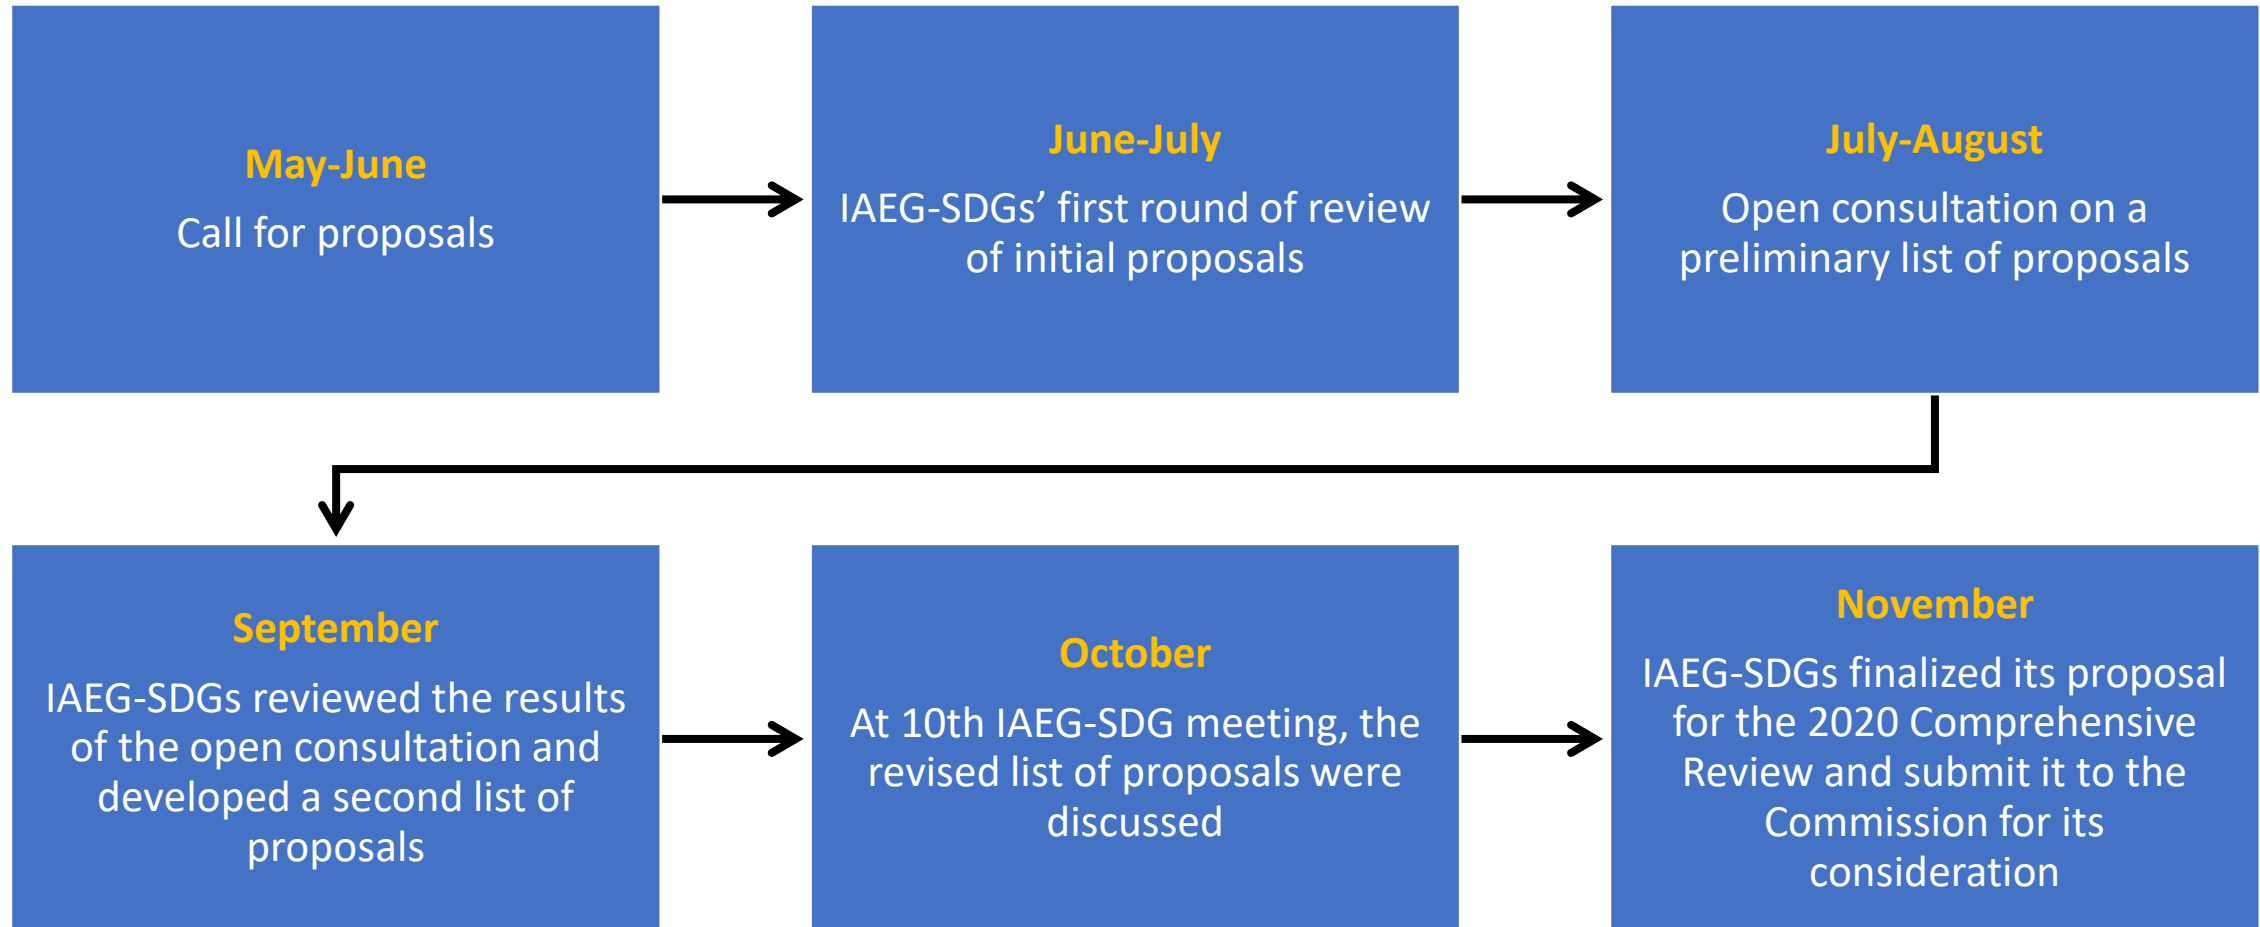 May-June
Call for proposals
June-July
IAEG-SDGs’ first round of review
of initial proposals
July-August
Open consultation on a
preliminary list of proposals
September
IAEG-SDGs reviewed the results
of the open consultation and
developed a second list of
proposals
October
At 10th IAEG-SDG meeting, the
revised list of proposals were
discussed
November
IAEG-SDGs finalized its proposal
for the 2020 Comprehensive
Review and submit it to the
Commission for its
consideration